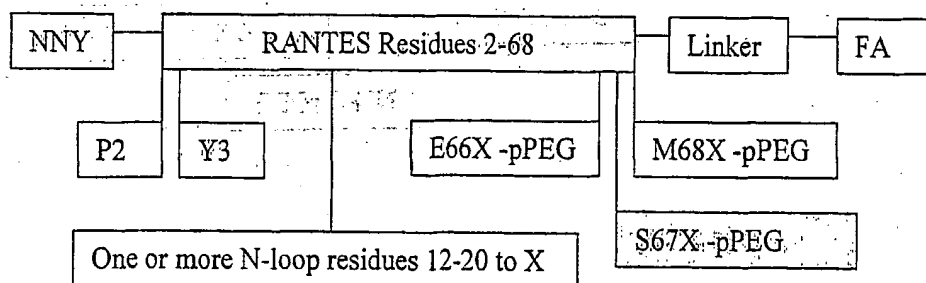 NNY
RANTES Residues 2-68
Linker
FA
P2
Y3
E66X -pPEG
M68X -pPEG
S67X -pPEG
One or more N-loop residues 12-20 to X